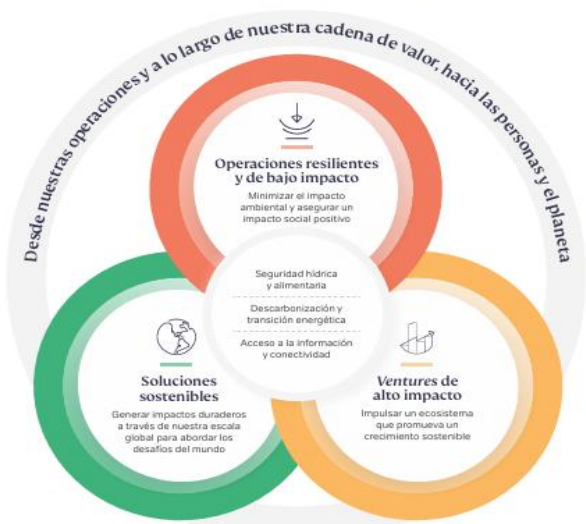 Desde nuestras operaciones y a lo largo de nuestra cadena de valor, hacia las personas y el planeta
Operaciones resilientes
y de bajo impacto
Minimizar el impacto
ambiental y asegurar un
impacto social positivo
Seguridad hídrica
y alimentaria
Descarbonización y
transición energética
Acceso a la información
y conectividad
Soluciones
sostenibles
Generar impactos duraderos
a través de nuestra escala
global para abordar los
desafíos del mundo
Ventures de
alto impacto
Impulsar un ecosistema
que promueva un
crecimiento sostenible